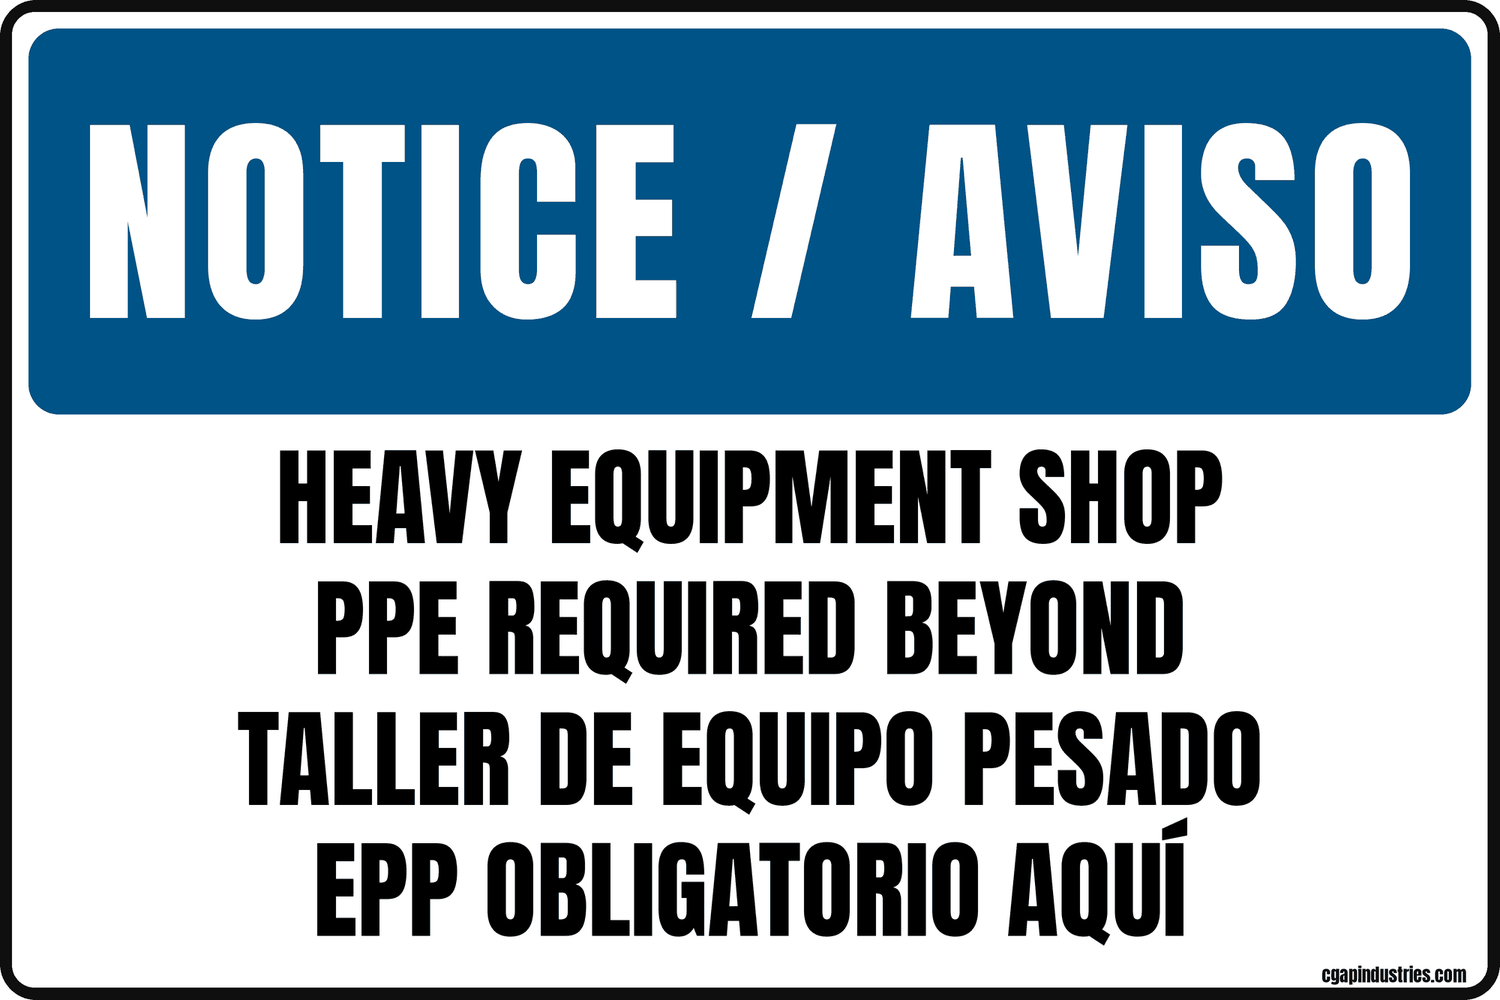 NOTICE / AVISO
HEAVY EQUIPMENT SHOP
PPE REQUIRED BEYOND
TALLER DE EQUIPO PESADO
EPP OBLIGATORIO AQUÍ
cgapindustries.com